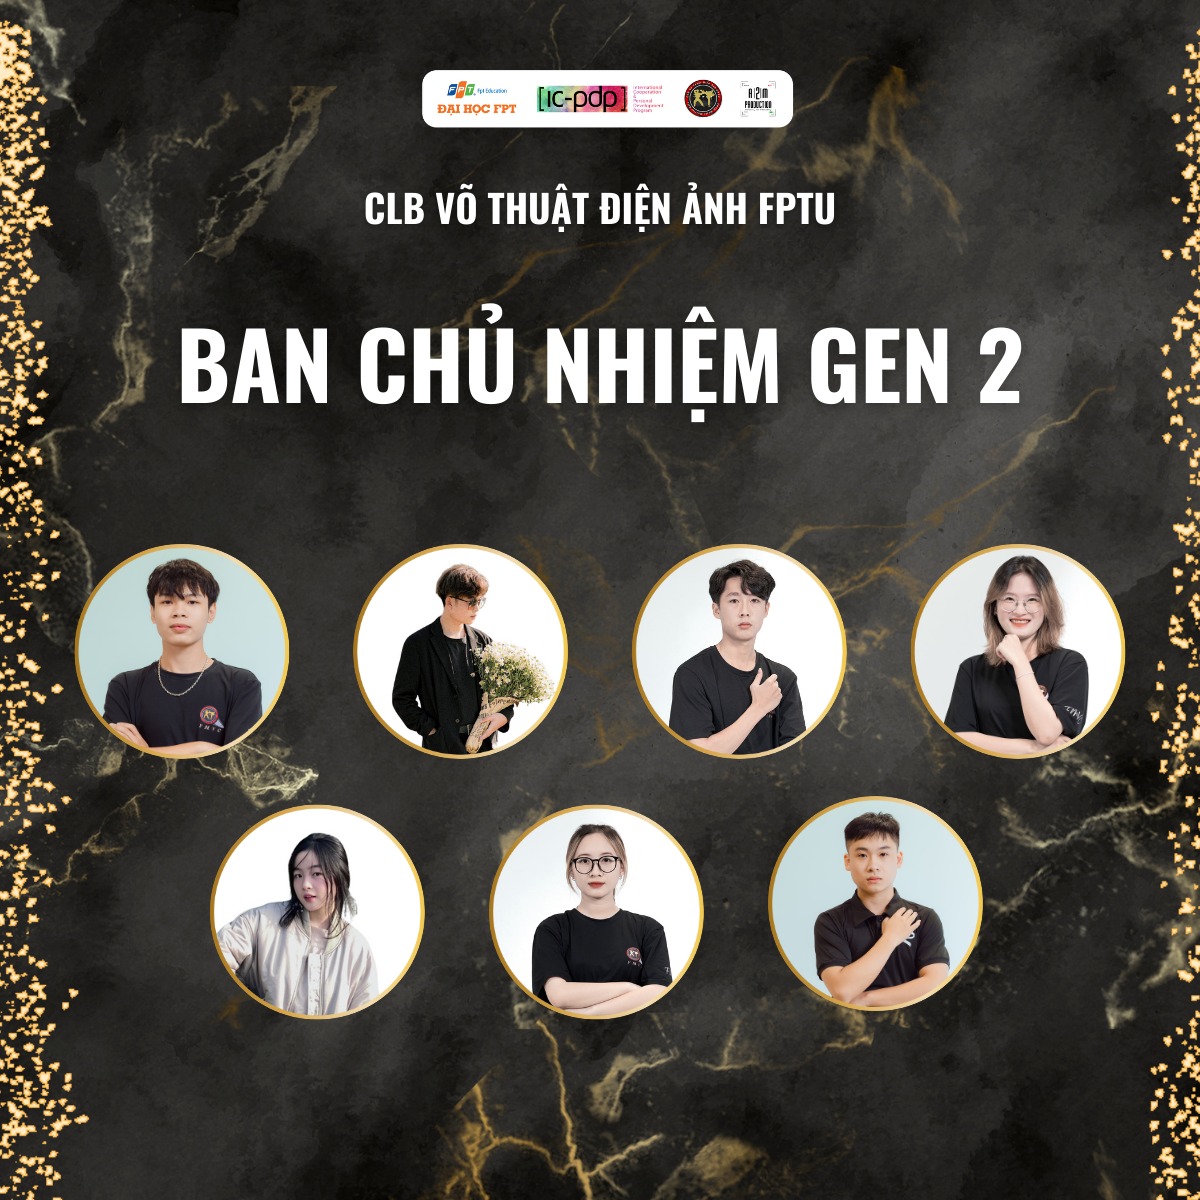 FPT Fpt Education
ĐẠI HỌC FPT
[ic-pdp]
International
Cooperation
&
Personal
Development
Program
PRODUCTION
CLB VÕ THUẬT ĐIỆN ẢNH FPTU
BAN CHỦ NHIỆM GEN 2